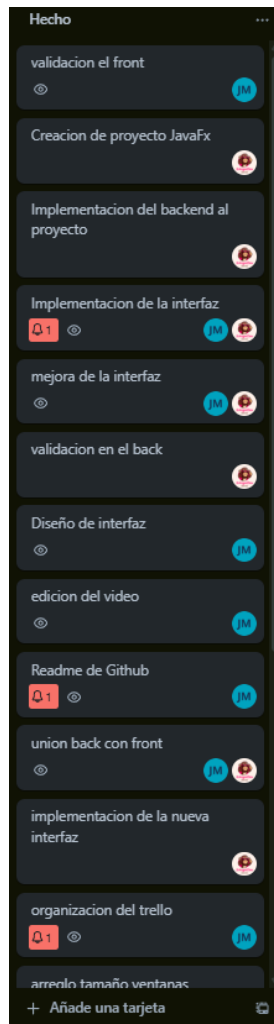 Hecho
validacion el front
JM
Creacion de proyecto JavaFx
Implementacion del backend al
proyecto
Implementacion de la interfaz
1
JM
mejora de la interfaz
JM
validacion en el back
Diseño de interfaz
JM
edicion del video
JM
Readme de Github
1
JM
union back con front
JM
implementacion de la nueva
interfaz
organizacion del trello
1
JM
arreglo tamaño ventanas
+ Añade una tarjeta